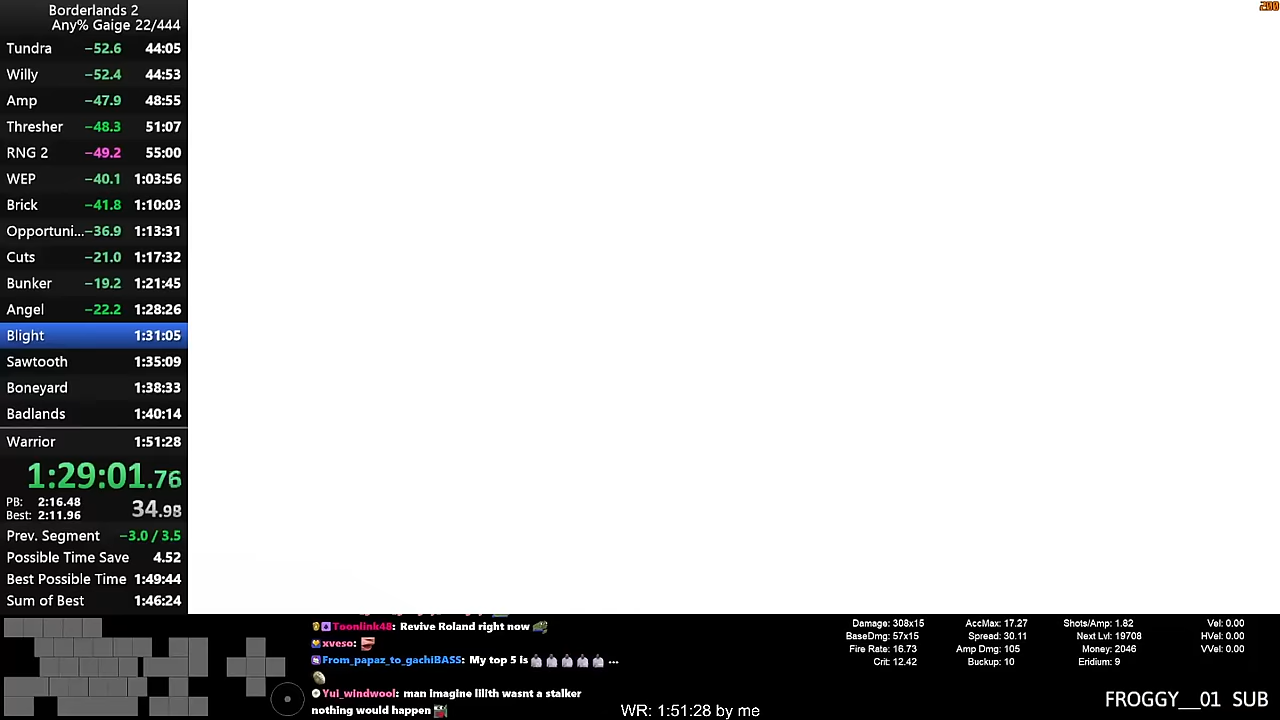 Borderlands 2
Any% Gaige 22/444
200
Tundra −52.6 44:05
Willy −52.4 44:53
Amp −47.9 48:55
Thresher −48.3 51:07
RNG 2 −49.2 55:00
WEP −40.1 1:03:56
Brick −41.8 1:10:03
Opportuni... −36.9 1:13:31
Cuts −21.0 1:17:32
Bunker −19.2 1:21:45
Angel −22.2 1:28:26
Blight 1:31:05
Sawtooth 1:35:09
Boneyard 1:38:33
Badlands 1:40:14
Warrior 1:51:28
1:29:01.76
PB: 2:16.48
Best: 2:11.96
34.98
Prev. Segment −3.0 / 3.5
Possible Time Save 4.52
Best Possible Time 1:49:44
Sum of Best 1:46:24
Toonlink48: Revive Roland right now
xveso:
From_papaz_to_gachiBASS: My top 5 is ...
Yui_windwool: man imagine lilith wasnt a stalker
nothing would happen
WR: 1:51:28 by me
Damage: 308x15 AccMax: 17.27 Shots/Amp: 1.82 Vel: 0.00
BaseDmg: 57x15 Spread: 30.11 Next Lvl: 19708 HVel: 0.00
Fire Rate: 16.73 Amp Dmg: 105 Money: 2046 VVel: 0.00
Crit: 12.42 Buckup: 10 Eridium: 9
FROGGY__01 SUB